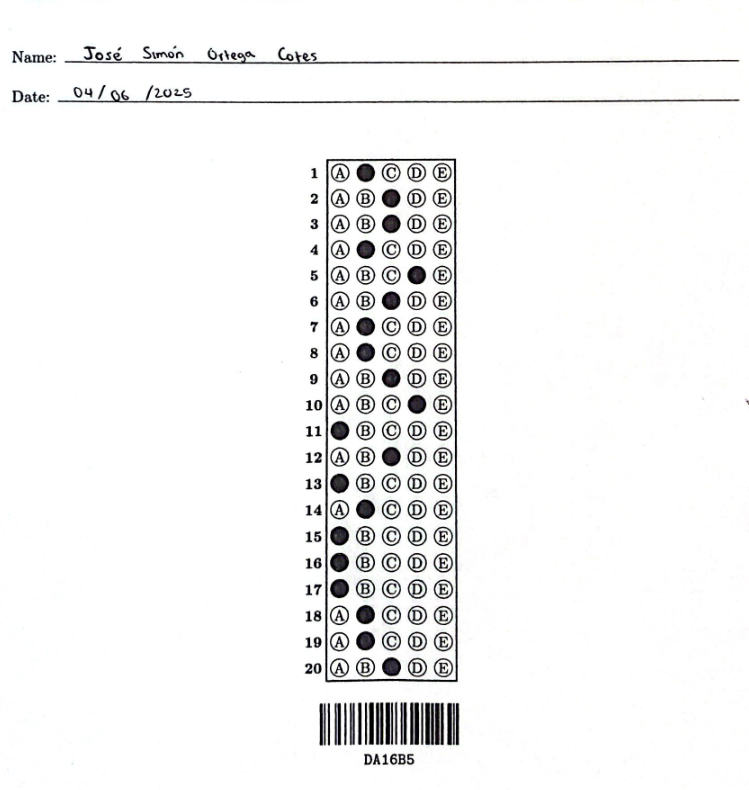 Name: José Simón Ortega Cotes
Date: 04/06/2025
1 A C D E
2 A B D E
3 A B D E
4 A C D E
5 A B C E
6 A B D E
7 A C D E
8 A C D E
9 A B D E
10 A B C E
11 B C D E
12 A B D E
13 B C D E
14 A C D E
15 B C D E
16 B C D E
17 B C D E
18 A C D E
19 A C D E
20 A B D E
DA16B5